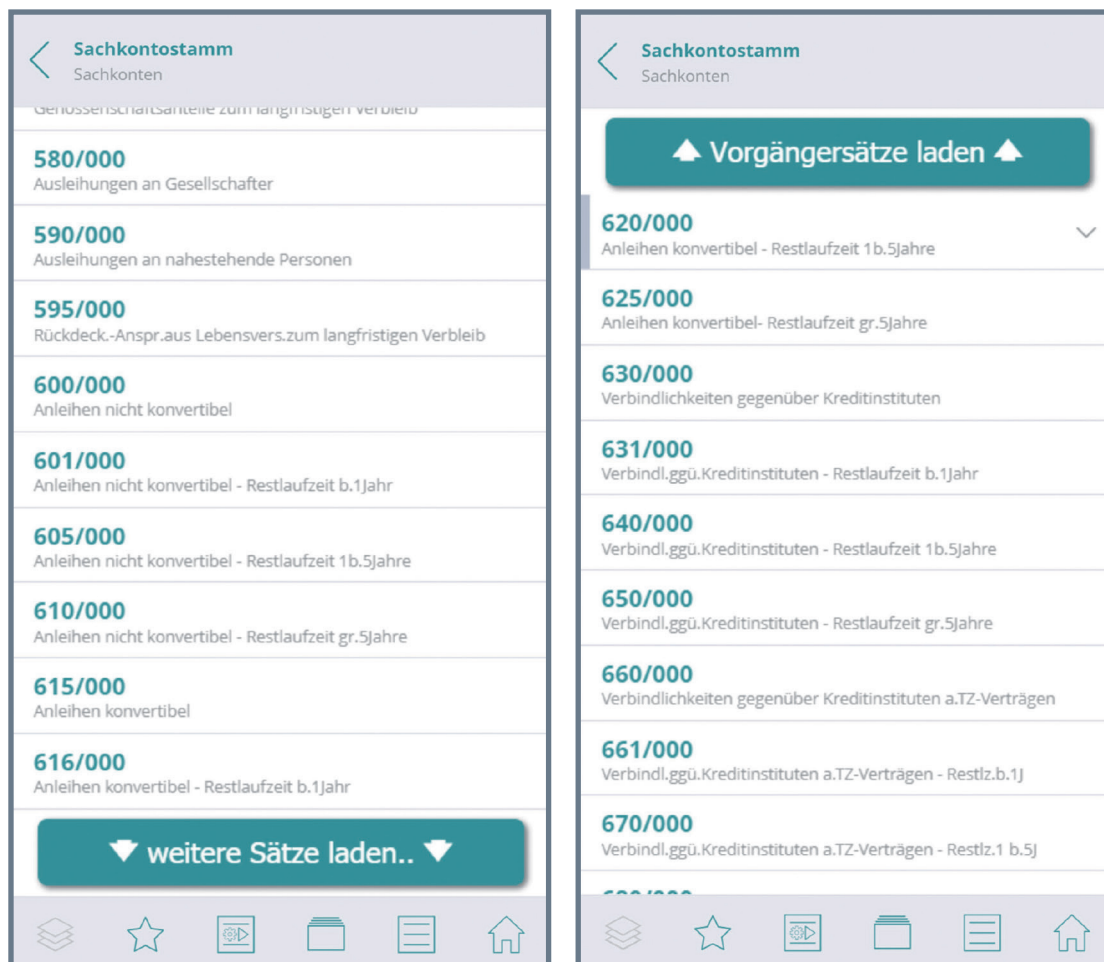 Sachkontostamm
Sachkonten
Genossenschaftsanteile zum langfristigen Verbleib
580/000
Ausleihungen an Gesellschafter
590/000
Ausleihungen an nahestehende Personen
595/000
Rückdeck.-Anspr.aus Lebensvers.zum langfristigen Verbleib
600/000
Anleihen nicht konvertibel
601/000
Anleihen nicht konvertibel - Restlaufzeit b.1Jahr
605/000
Anleihen nicht konvertibel - Restlaufzeit 1b.5Jahre
610/000
Anleihen nicht konvertibel - Restlaufzeit gr.5Jahre
615/000
Anleihen konvertibel
616/000
Anleihen konvertibel - Restlaufzeit b.1Jahr
weitere Sätze laden..
Sachkontostamm
Sachkonten
Vorgängersätze laden
620/000
Anleihen konvertibel - Restlaufzeit 1b.5Jahre
625/000
Anleihen konvertibel- Restlaufzeit gr.5Jahre
630/000
Verbindlichkeiten gegenüber Kreditinstituten
631/000
Verbindl.ggü.Kreditinstituten - Restlaufzeit b.1Jahr
640/000
Verbindl.ggü.Kreditinstituten - Restlaufzeit 1b.5Jahre
650/000
Verbindl.ggü.Kreditinstituten - Restlaufzeit gr.5Jahre
660/000
Verbindlichkeiten gegenüber Kreditinstituten a.TZ-Verträgen
661/000
Verbindl.ggü.Kreditinstituten a.TZ-Verträgen - Restlz.b.1J
670/000
Verbindl.ggü.Kreditinstituten a.TZ-Verträgen - Restlz.1 b.5J